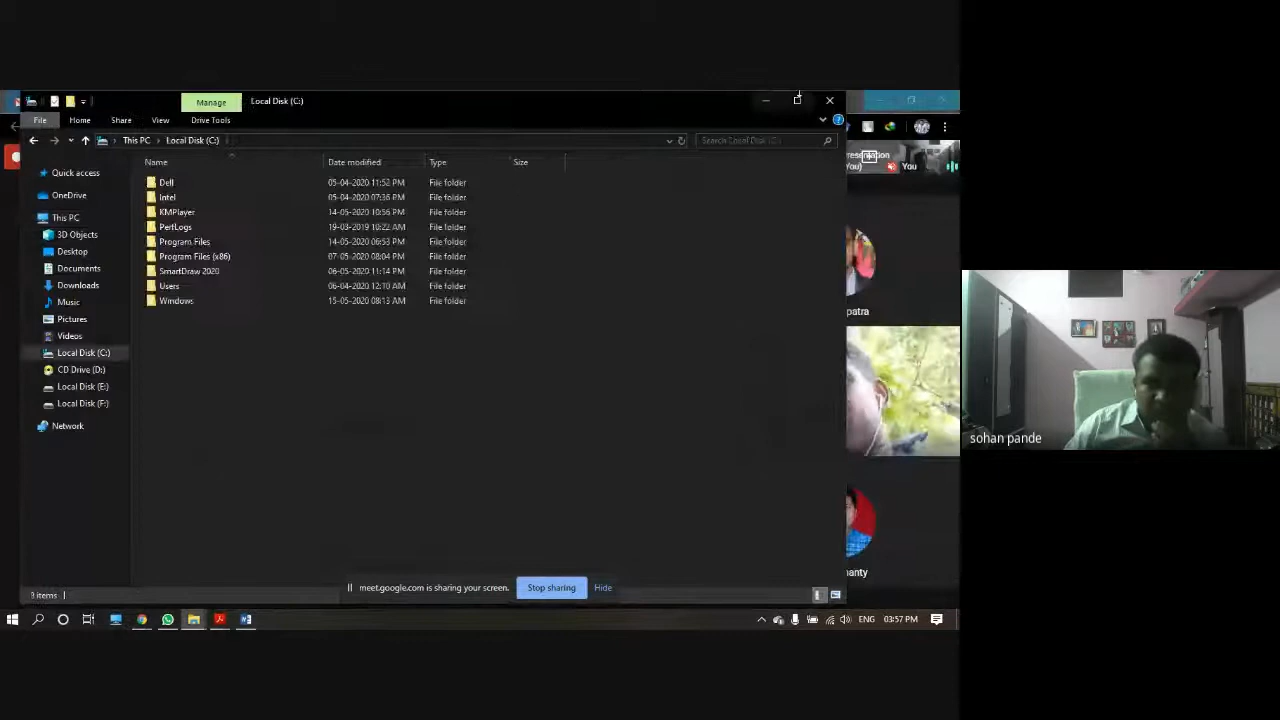 Manage
Local Disk (C:)
File
Home
Share
View
Drive Tools
This PC
Local Disk (C:)
Search Local Disk (C:)
Name
Date modified
Type
Size
Dell
05-04-2020 11:52 PM
File folder
Intel
05-04-2020 07:36 PM
File folder
KMPlayer
14-05-2020 10:56 PM
File folder
PerfLogs
19-03-2019 10:22 AM
File folder
Program Files
14-05-2020 06:53 PM
File folder
Program Files (x86)
07-05-2020 08:04 PM
File folder
SmartDraw 2020
06-05-2020 11:14 PM
File folder
Users
06-04-2020 12:10 AM
File folder
Windows
15-05-2020 08:13 AM
File folder
Quick access
OneDrive
This PC
3D Objects
Desktop
Documents
Downloads
Music
Pictures
Videos
Local Disk (C:)
CD Drive (D:)
Local Disk (E:)
Local Disk (F:)
Network
9 items
resentation
You)
You
patra
anty
meet.google.com is sharing your screen.
Stop sharing
Hide
ENG
03:57 PM
sohan pande